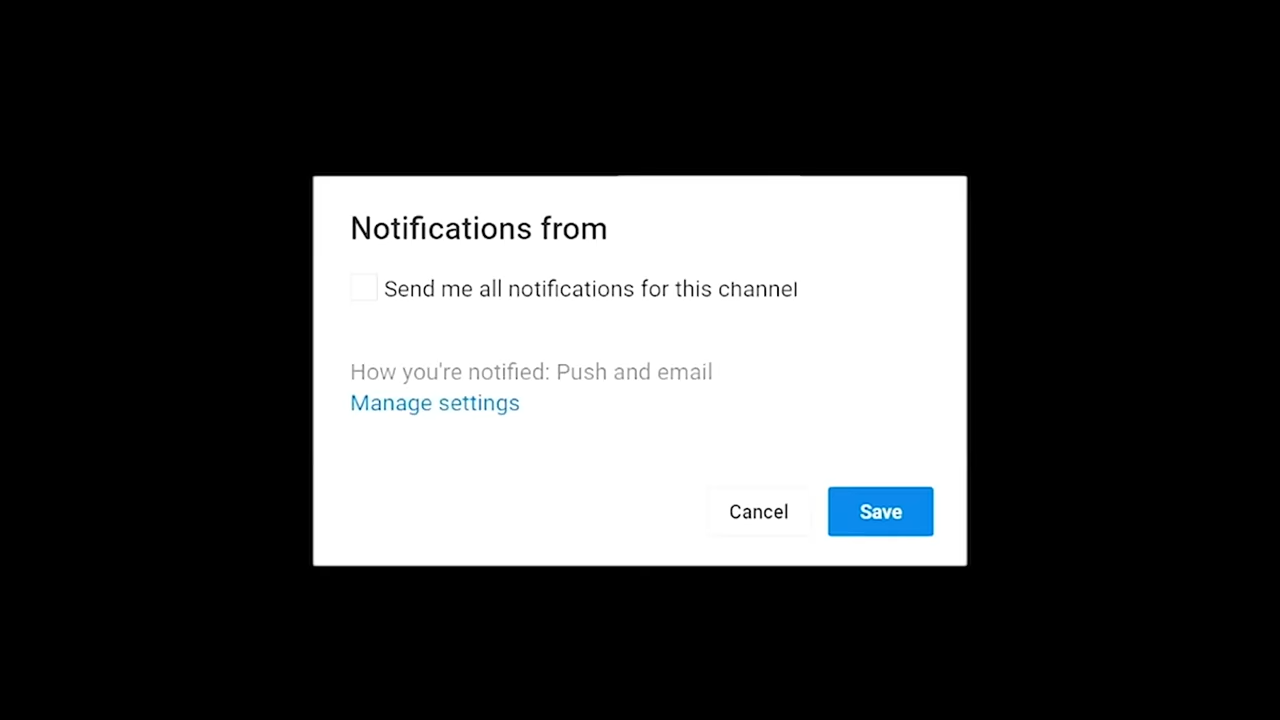 Notifications from
Send me all notifications for this channel
How you're notified: Push and email
Manage settings
Cancel Save